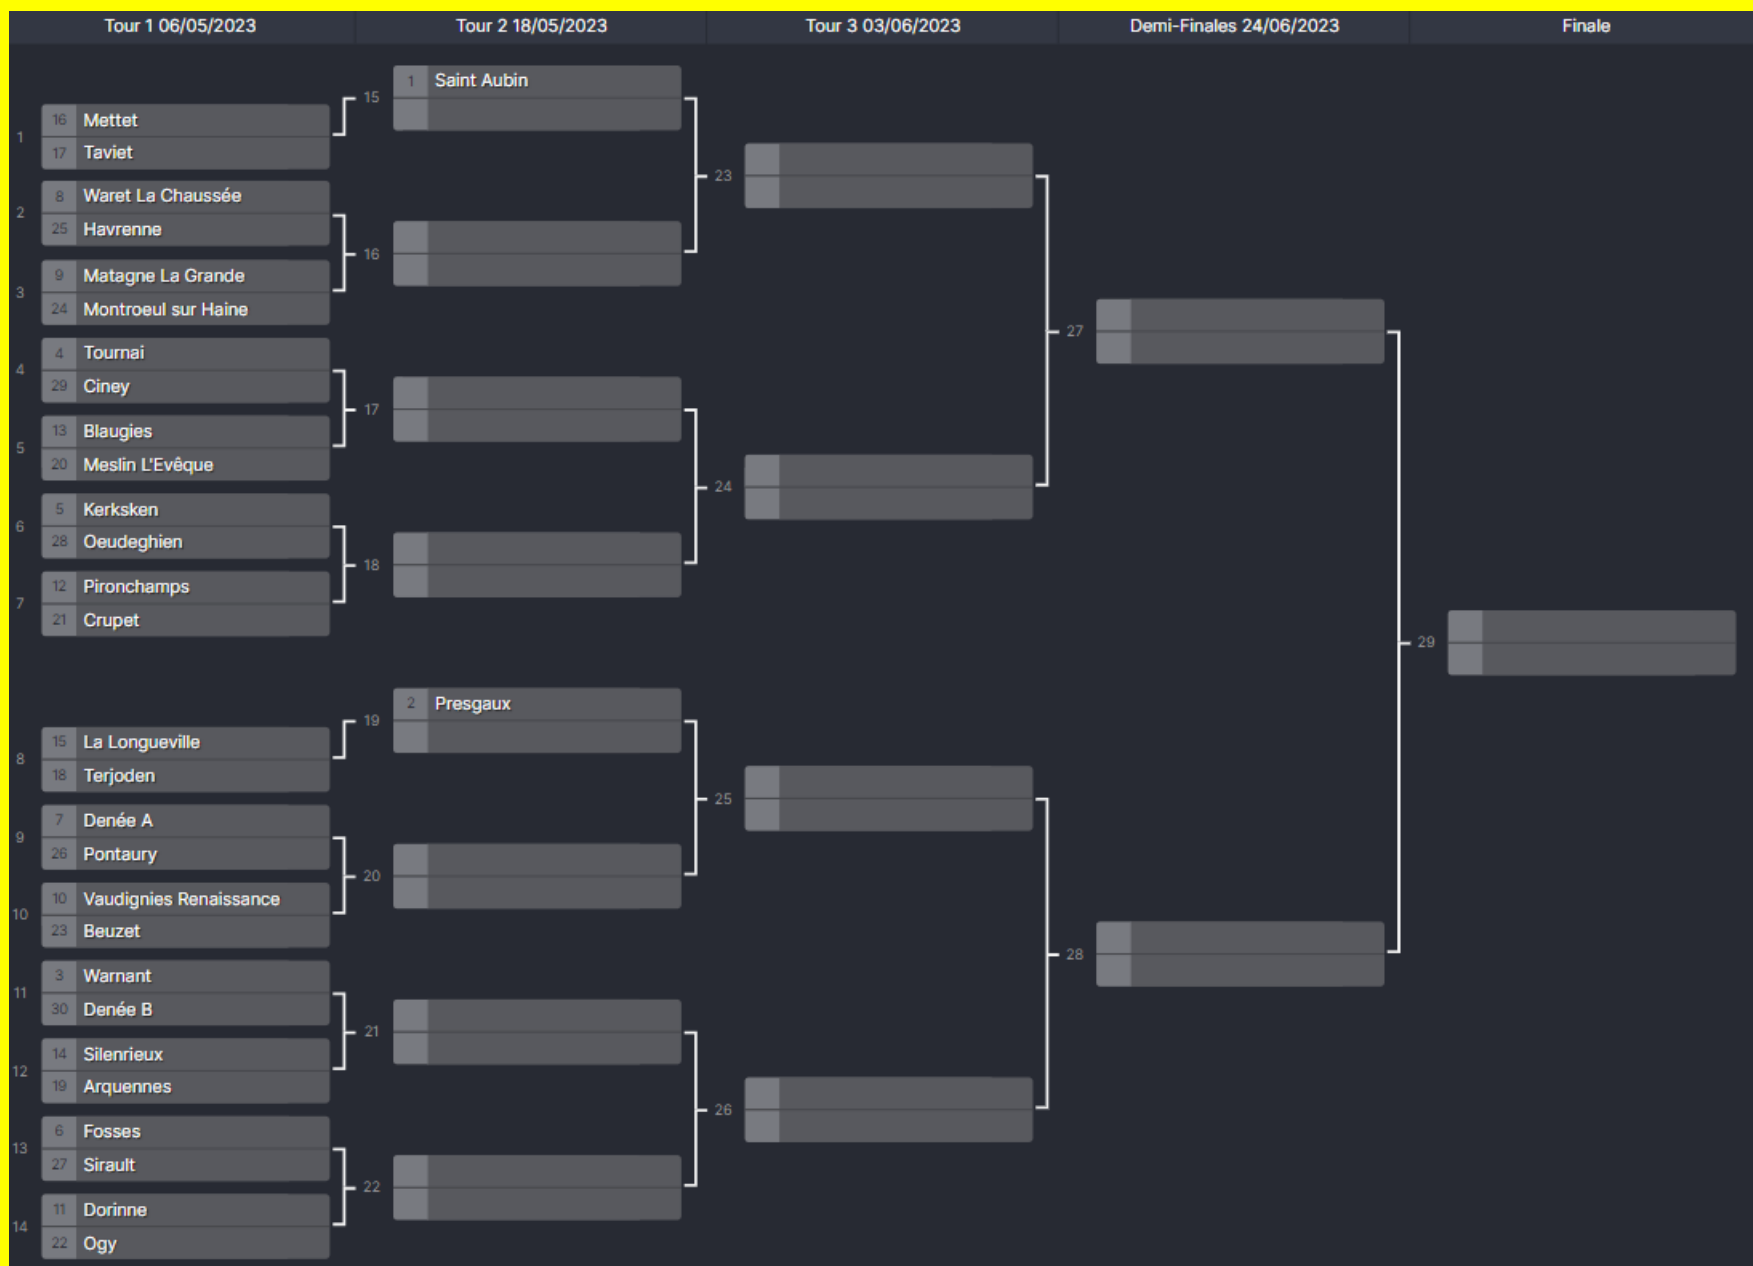 Tour 1 06/05/2023
Tour 2 18/05/2023
Tour 3 03/06/2023
Demi-Finales 24/06/2023
Finale
1
16 Mettet
17 Taviet
2
8 Waret La Chaussée
25 Havrenne
3
9 Matagne La Grande
24 Montroeul sur Haine
4
4 Tournai
29 Ciney
5
13 Blaugies
20 Meslin L'Evêque
6
5 Kerksken
28 Oeudeghien
7
12 Pironchamps
21 Crupet
8
15 La Longueville
18 Terjoden
9
7 Denée A
26 Pontaury
10
10 Vaudignies Renaissance
23 Beuzet
11
3 Warnant
30 Denée B
12
14 Silenrieux
19 Arquennes
13
6 Fosses
27 Sirault
14
11 Dorinne
22 Ogy
15
1 Saint Aubin
16
17
18
19
2 Presgaux
20
21
22
23
24
25
26
27
28
29